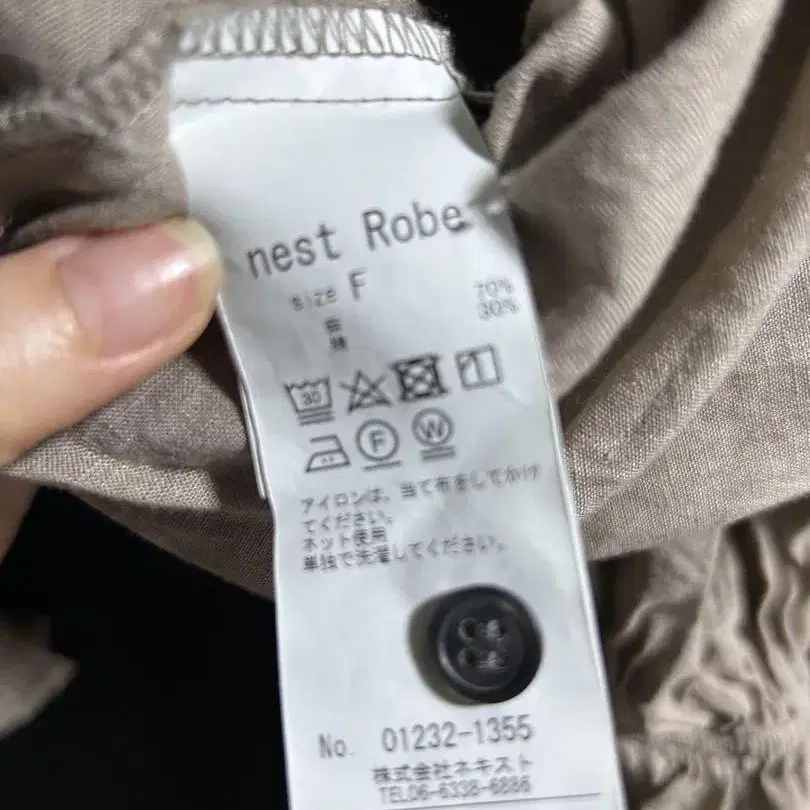 nest Robe
size F
70%
30%
30
F
W
アイロンは、当て布をしてかけ
てください。
ネット使用
単独で洗濯してください。
No. 01232-1355
株式会社ネキスト
TEL06-6338-6886